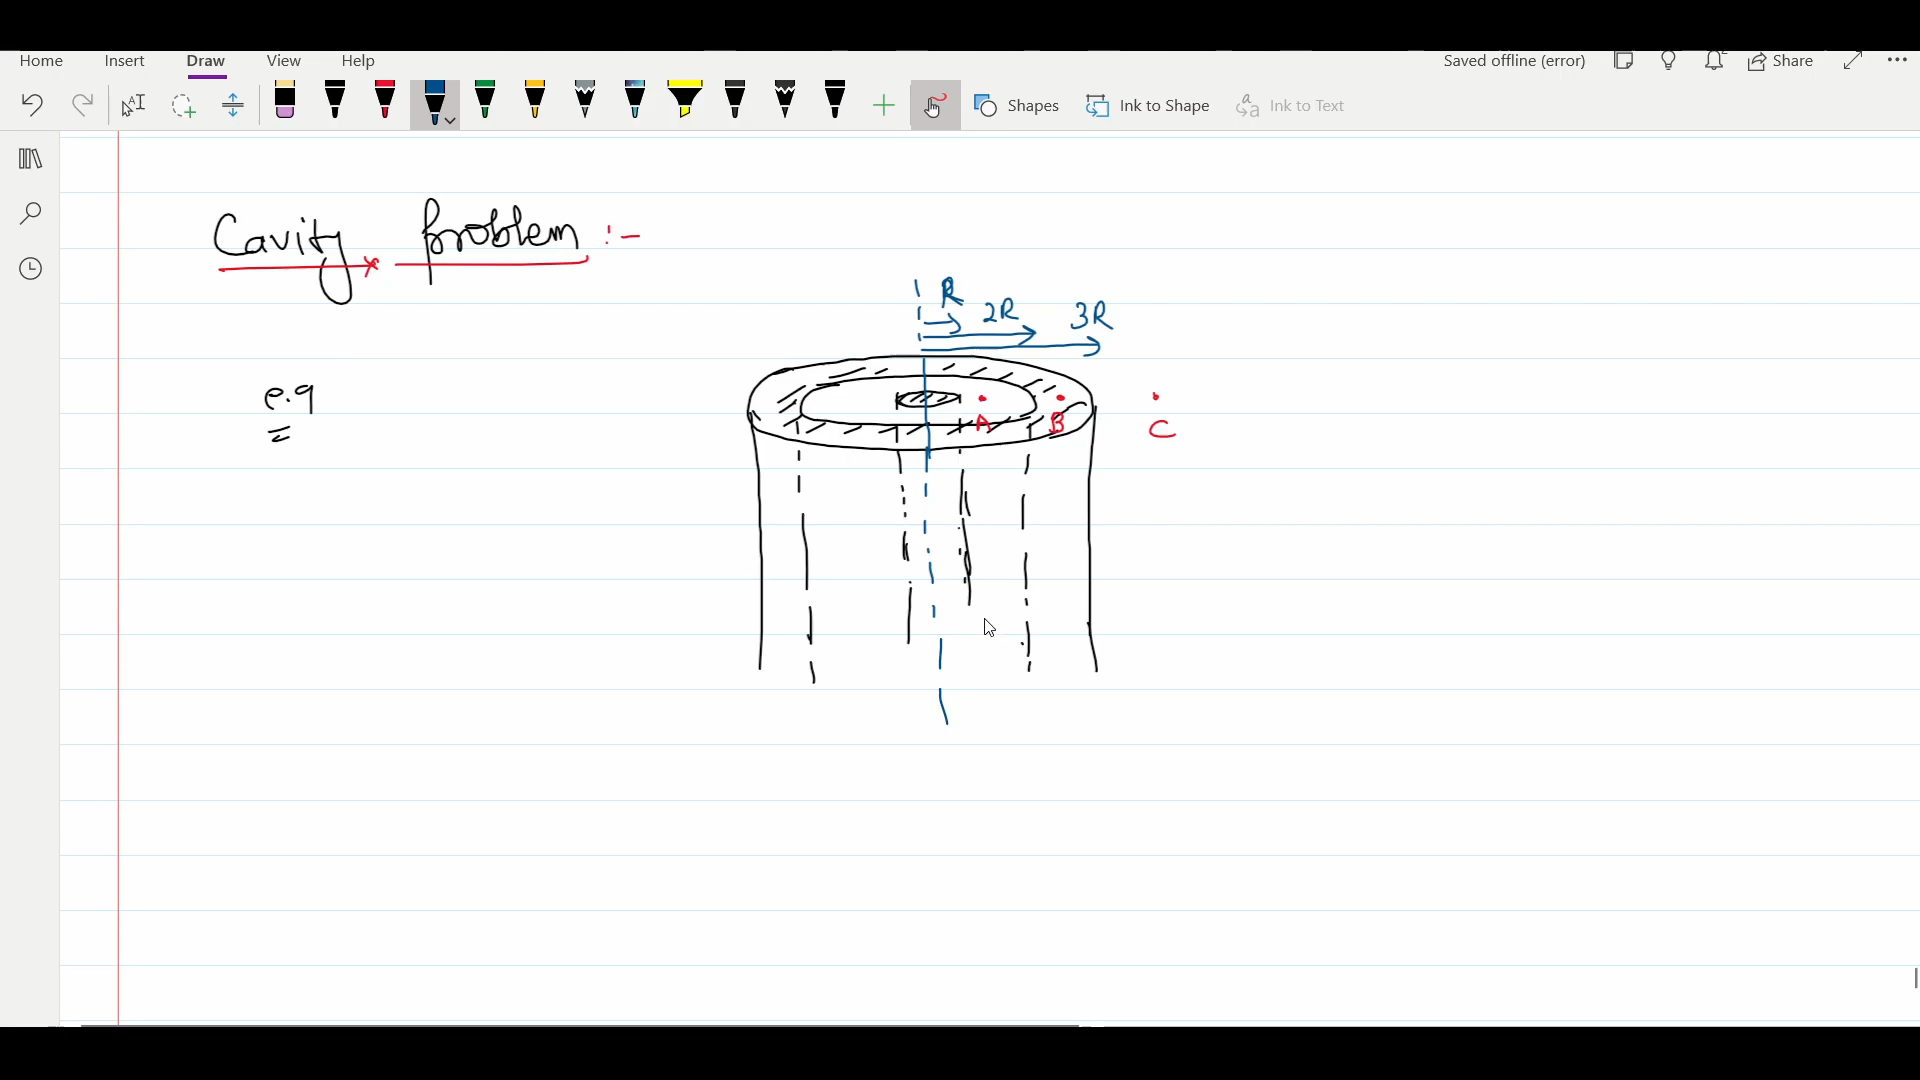 Home Insert Draw View Help Saved offline (error) Share
Shapes Ink to Shape Ink to Text
Cavity Problem :-
R 2R 3R
e.g
A B C